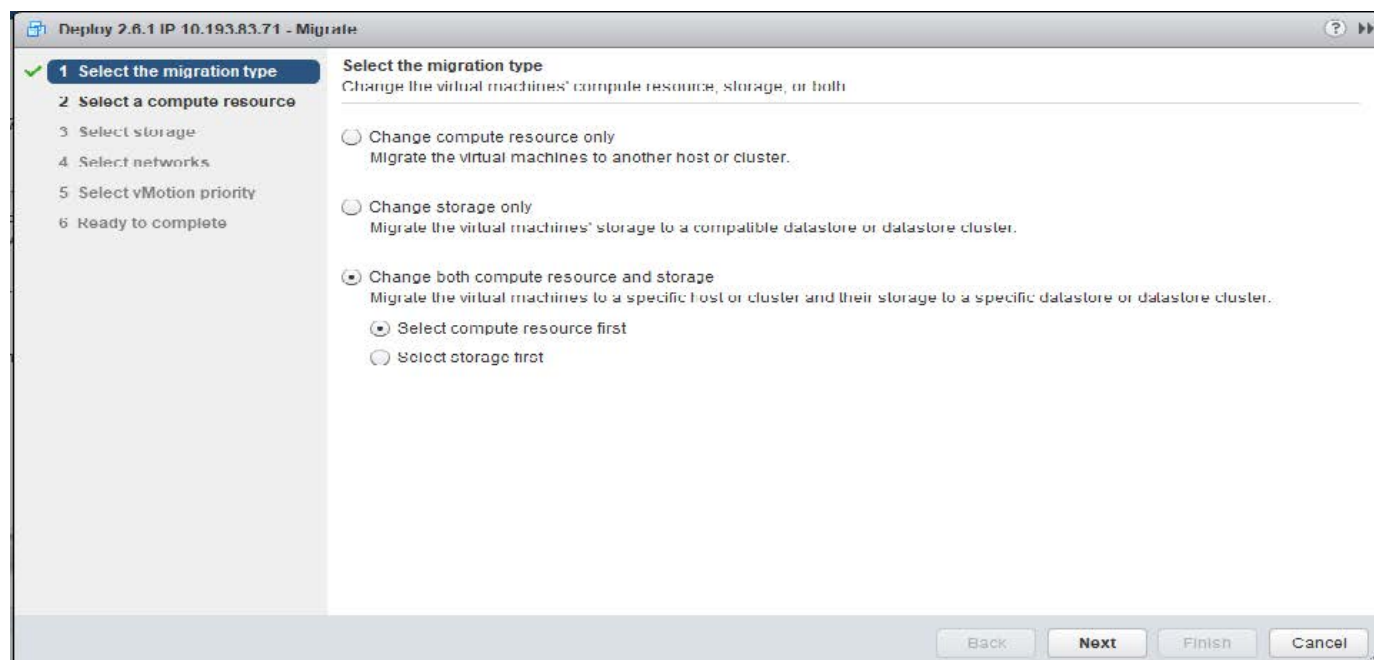 Deploy 2.6.1 IP 10.193.83.71 - Migrate
1 Select the migration type
2 Select a compute resource
3 Select storage
4 Select networks
5 Select vMotion priority
6 Ready to complete
Select the migration type
Change the virtual machines' compute resource, storage, or both
Change compute resource only
Migrate the virtual machines to another host or cluster.
Change storage only
Migrate the virtual machines' storage to a compatible datastore or datastore cluster.
Change both compute resource and storage
Migrate the virtual machines to a specific host or cluster and their storage to a specific datastore or datastore cluster.
Select compute resource first
Select storage first
Back Next Finish Cancel